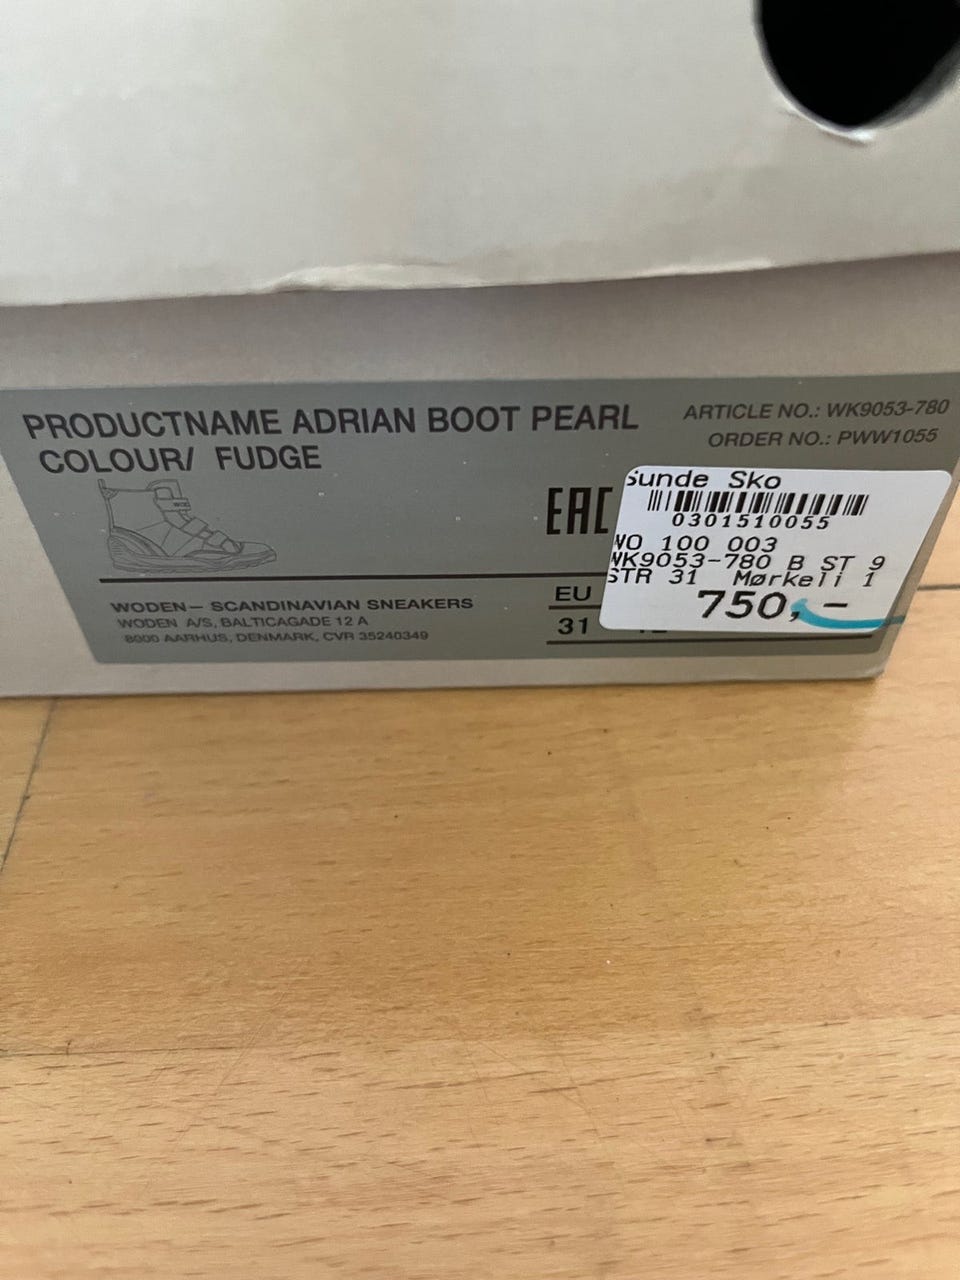 PRODUCTNAME ADRIAN BOOT PEARL
COLOUR/ FUDGE
ARTICLE NO.: WK9053-780
ORDER NO.: PWW1055
EAC
WODEN— SCANDINAVIAN SNEAKERS
WODEN A/S, BALTICAGADE 12 A
8000 AARHUS, DENMARK, CVR 35240349
EU
31
Sunde Sko
0301510055
WO 100 003
WK9053-780 B ST 9
STR 31 Mørkeli 1
750,-